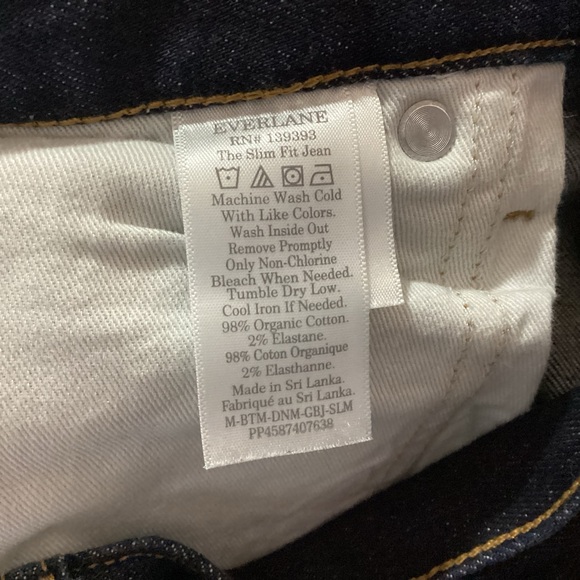 EVERLANE
RN# 139393
The Slim Fit Jean
Machine Wash Cold
With Like Colors.
Wash Inside Out
Remove Promptly
Only Non-Chlorine
Bleach When Needed.
Tumble Dry Low.
Cool Iron If Needed.
98% Organic Cotton.
2% Elastane.
98% Coton Organique
2% Elasthanne.
Made in Sri Lanka.
Fabriqué au Sri Lanka.
M-BTM-DNM-GBJ-SLM
PP4587407638